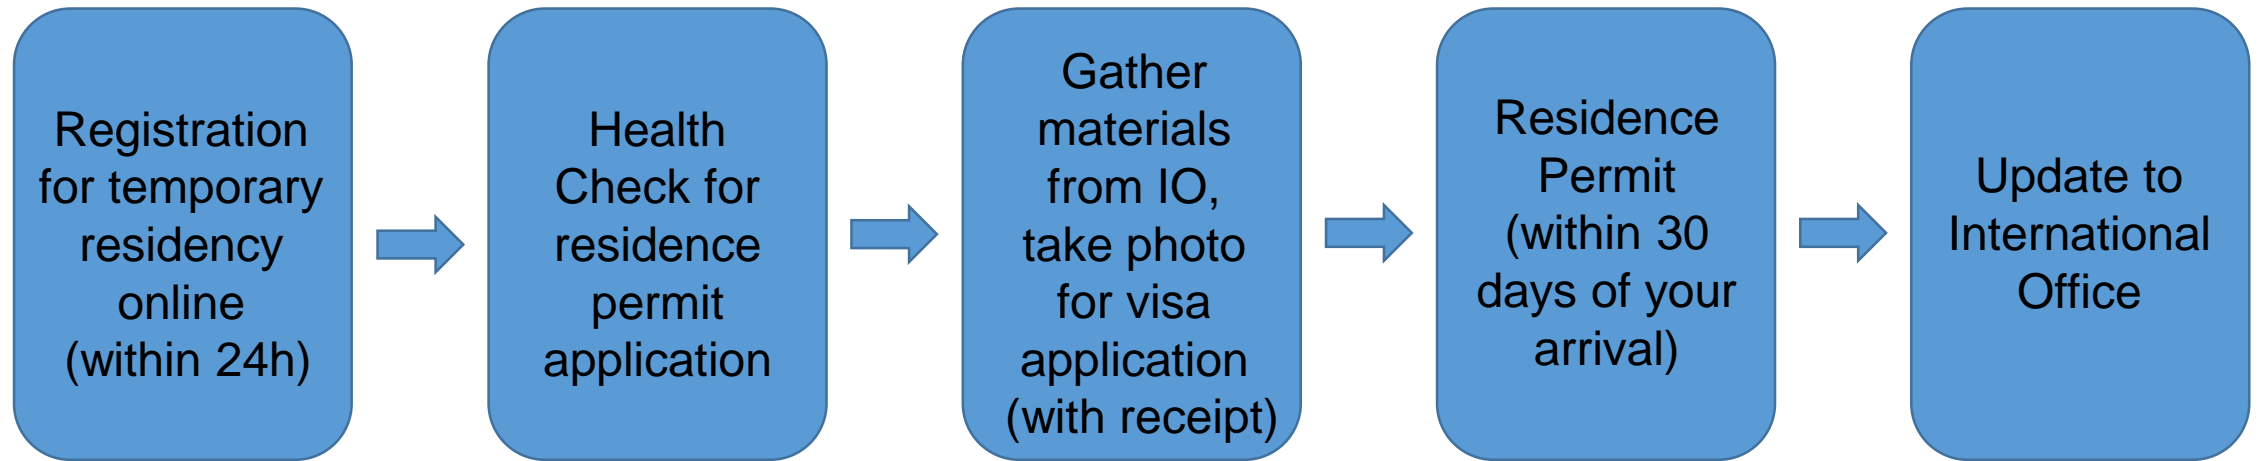 Registration
for temporary
residency
online
(within 24h)
Health
Check for
residence
permit
application
Gather
materials
from IO,
take photo
for visa
application
(with receipt)
Residence
Permit
(within 30
days of your
arrival)
Update to
International
Office